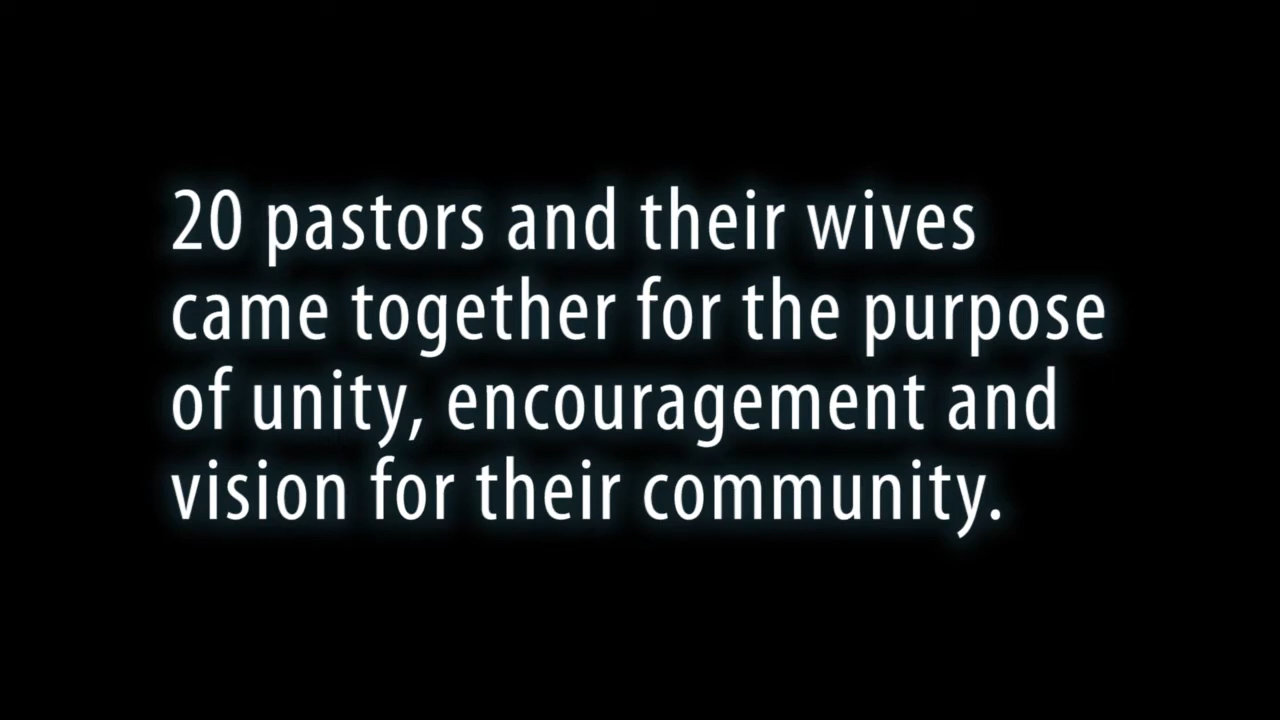 20 pastors and their wives
came together for the purpose
of unity, encouragement and
vision for their community.